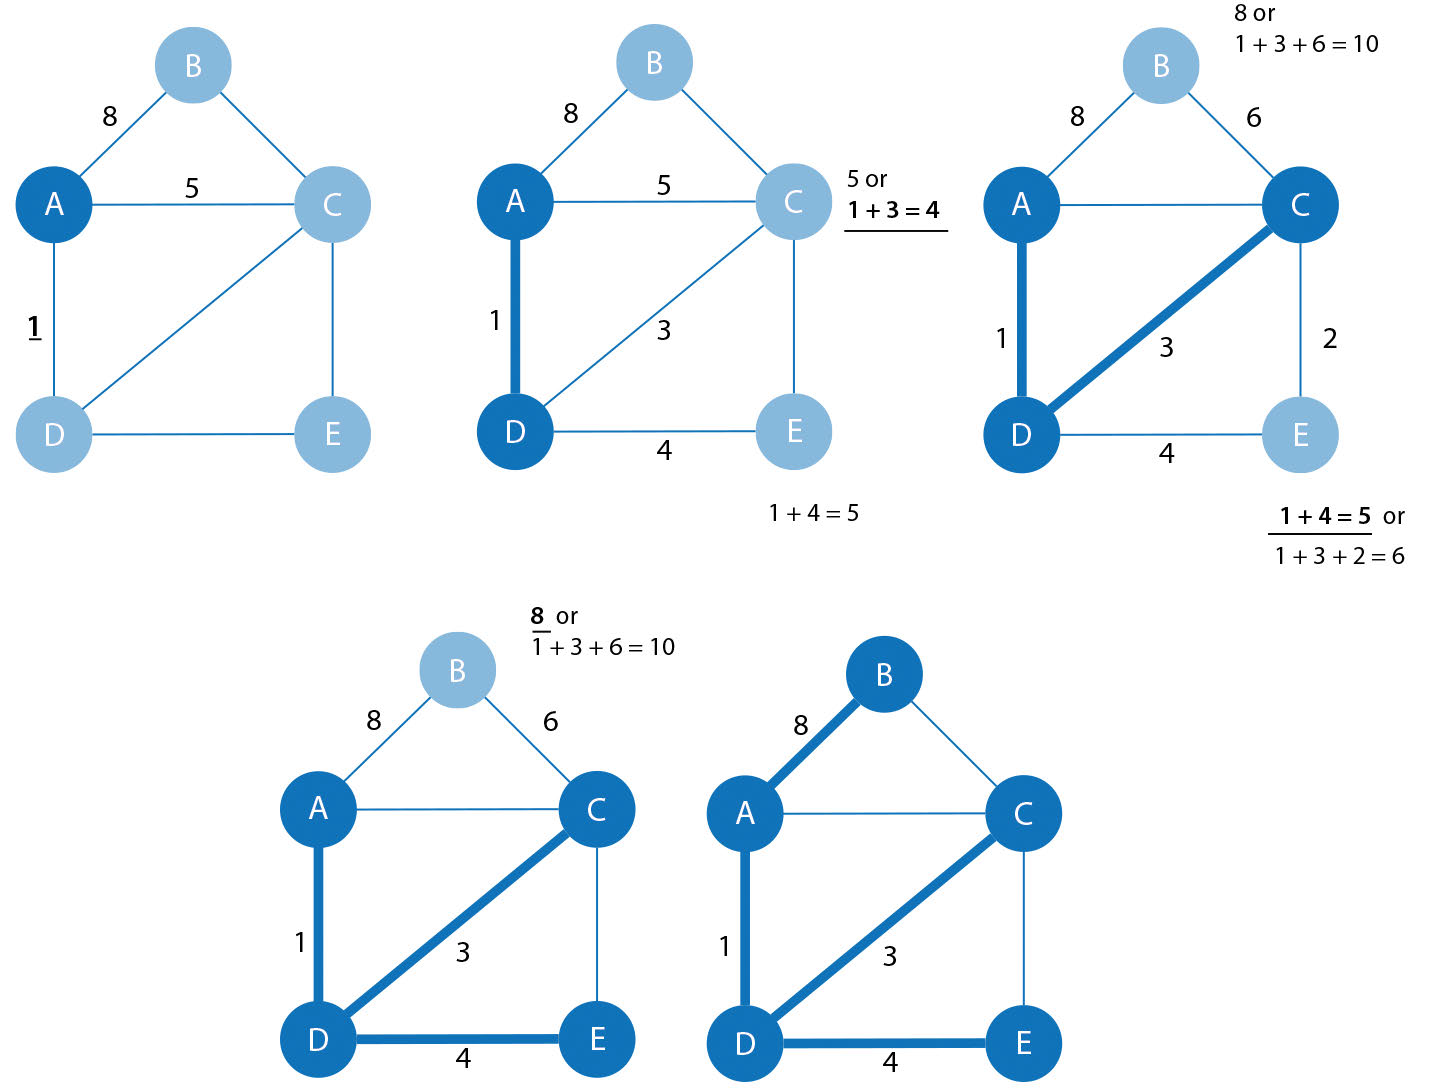 B
8
A
5
C
1
D
E
B
8
A
5
C
5 or
1 + 3 = 4
1
3
D
4
E
1 + 4 = 5
8 or
1 + 3 + 6 = 10
B
8
6
A
C
1
3
2
D
4
E
1 + 4 = 5 or
1 + 3 + 2 = 6
8 or
1 + 3 + 6 = 10
B
8
6
A
C
1
3
D
4
E
B
8
A
C
1
3
D
4
E